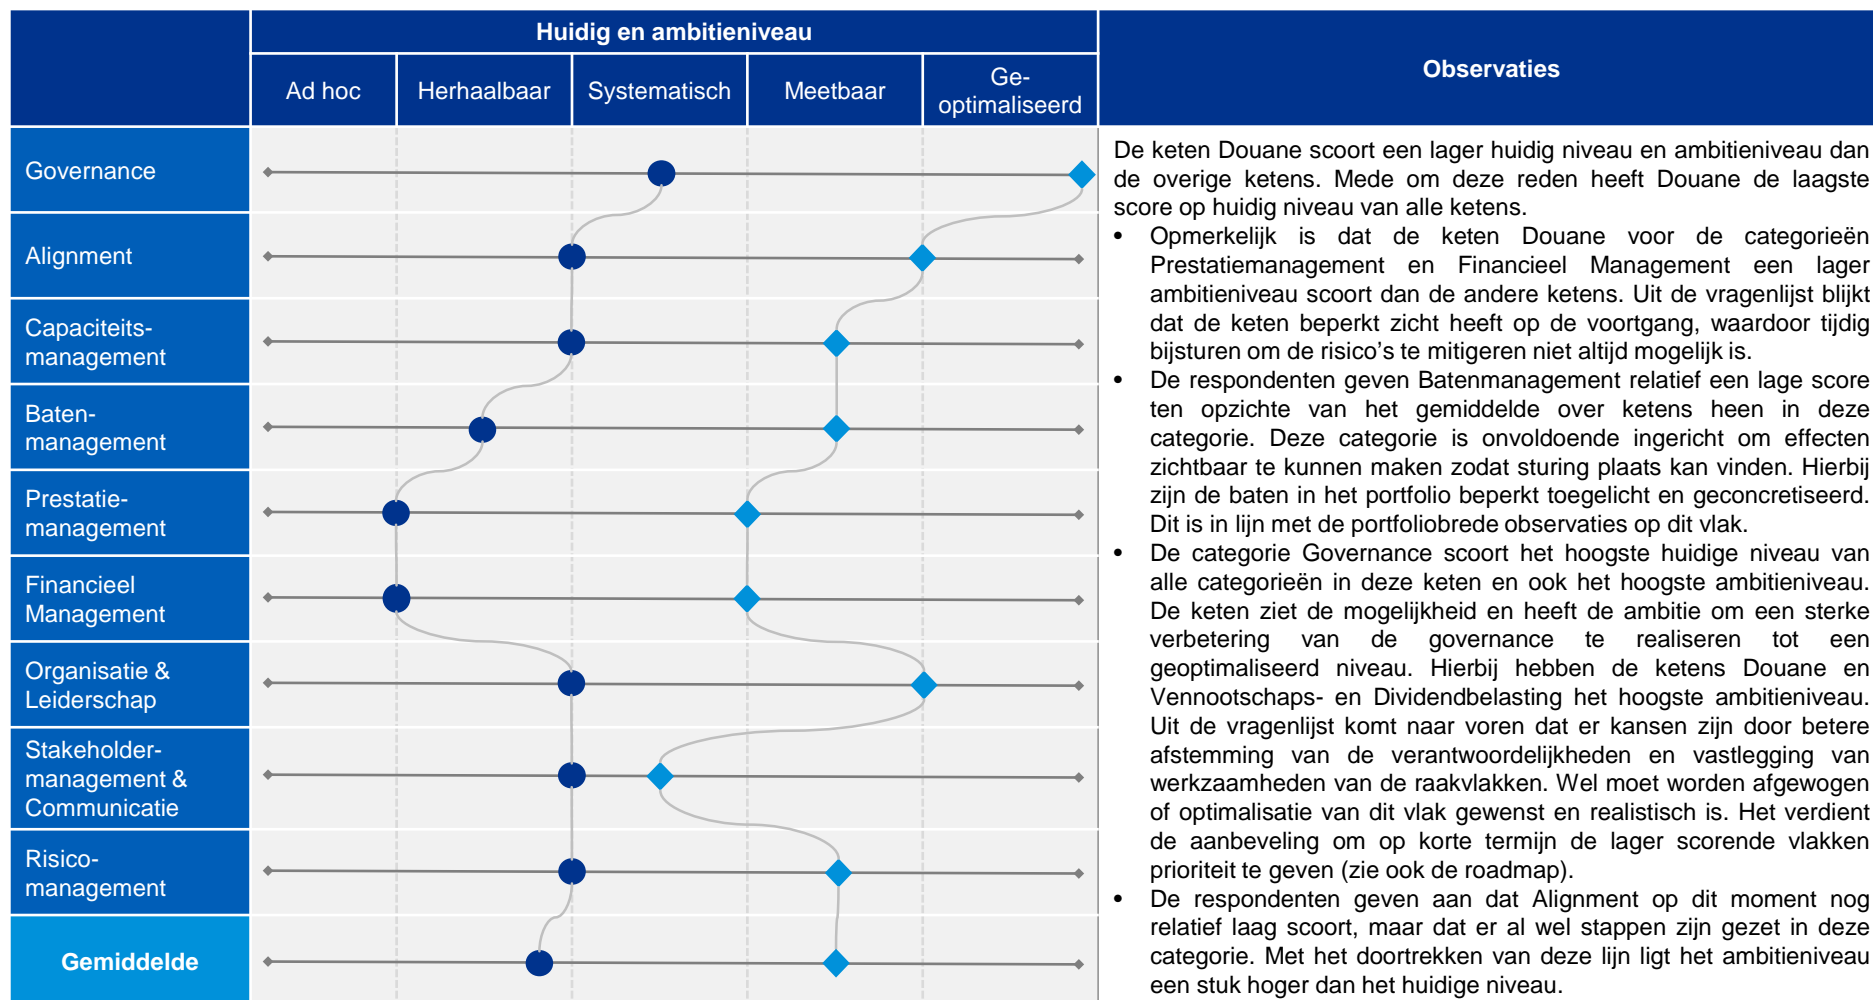 Huidig en ambitieniveau
Observaties
Ad hoc
Herhaalbaar
Systematisch
Meetbaar
Ge-
optimaliseerd
Governance
Alignment
Capaciteits-
management
Baten-
management
Prestatie-
management
Financieel
Management
Organisatie &
Leiderschap
Stakeholder-
management &
Communicatie
Risico-
management
Gemiddelde
De keten Douane scoort een lager huidig niveau en ambitieniveau dan
de overige ketens. Mede om deze reden heeft Douane de laagste
score op huidig niveau van alle ketens.
• Opmerkelijk is dat de keten Douane voor de categorieën
Prestatiemanagement en Financieel Management een lager
ambitieniveau scoort dan de andere ketens. Uit de vragenlijst blijkt
dat de keten beperkt zicht heeft op de voortgang, waardoor tijdig
bijsturen om de risico's te mitigeren niet altijd mogelijk is.
• De respondenten geven Batenmanagement relatief een lage score
ten opzichte van het gemiddelde over ketens heen in deze
categorie. Deze categorie is onvoldoende ingericht om effecten
zichtbaar te kunnen maken zodat sturing plaats kan vinden. Hierbij
zijn de baten in het portfolio beperkt toegelicht en geconcretiseerd.
Dit is in lijn met de portfoliobrede observaties op dit vlak.
• De categorie Governance scoort het hoogste huidige niveau van
alle categorieën in deze keten en ook het hoogste ambitieniveau.
De keten ziet de mogelijkheid en heeft de ambitie om een sterke
verbetering van de governance te realiseren tot een
geoptimaliseerd niveau. Hierbij hebben de ketens Douane en
Vennootschaps- en Dividendbelasting het hoogste ambitieniveau.
Uit de vragenlijst komt naar voren dat er kansen zijn door betere
afstemming van de verantwoordelijkheden en vastlegging van
werkzaamheden van de raakvlakken. Wel moet worden afgewogen
of optimalisatie van dit vlak gewenst en realistisch is. Het verdient
de aanbeveling om op korte termijn de lager scorende vlakken
prioriteit te geven (zie ook de roadmap).
• De respondenten geven aan dat Alignment op dit moment nog
relatief laag scoort, maar dat er al wel stappen zijn gezet in deze
categorie. Met het doortrekken van deze lijn ligt het ambitieniveau
een stuk hoger dan het huidige niveau.